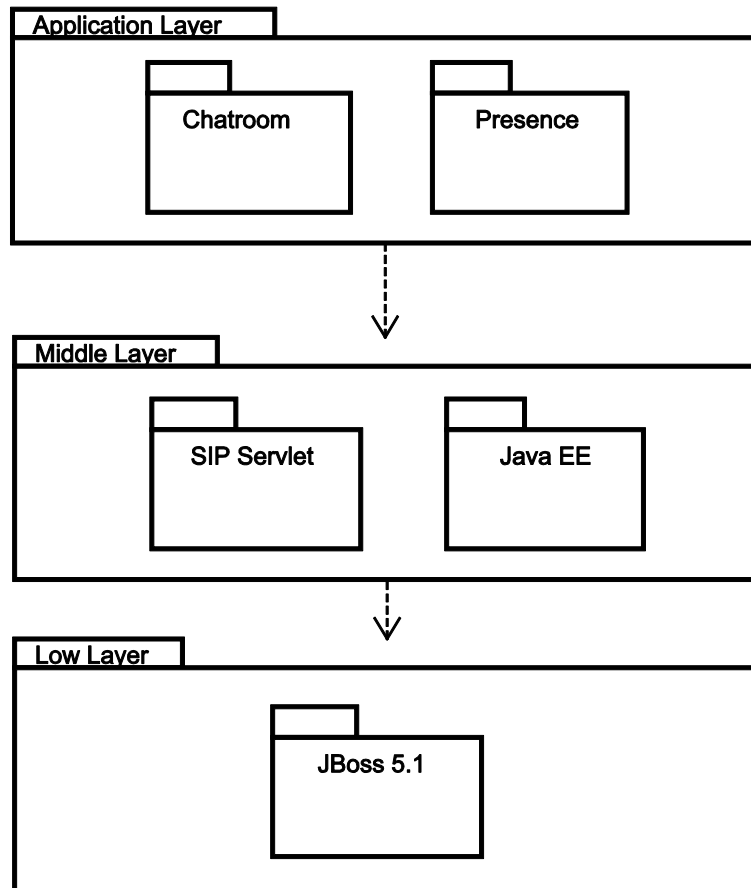 Application Layer
Chatroom
Presence
Middle Layer
SIP Servlet
Java EE
Low Layer
JBoss 5.1